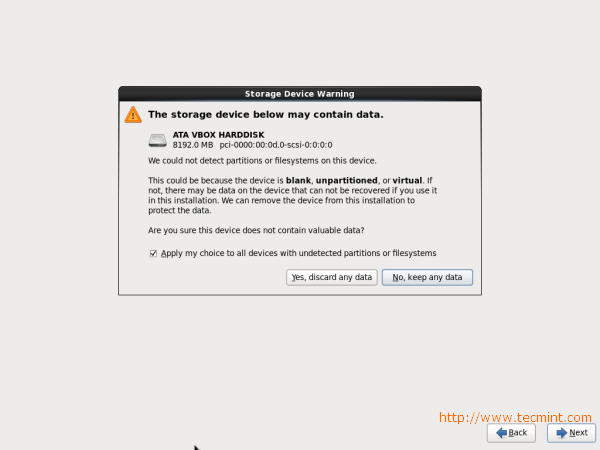 Storage Device Warning
The storage device below may contain data.
ATA VBOX HARDDISK
8192.0 MB pci-0000:00:0d.0-scsi-0:0:0:0
We could not detect partitions or filesystems on this device.
This could be because the device is blank, unpartitioned, or virtual. If
not, there may be data on the device that can not be recovered if you use it
in this installation. We can remove the device from this installation to
protect the data.
Are you sure this device does not contain valuable data?
Apply my choice to all devices with undetected partitions or filesystems
Yes, discard any data
No, keep any data
http://www.tecmint.com
Back
Next